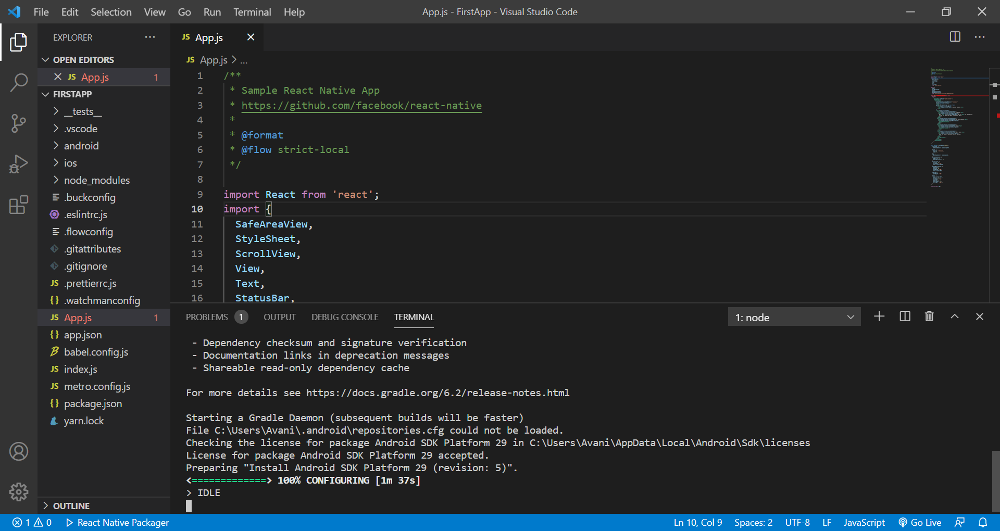 File Edit Selection View Go Run Terminal Help
App.js - FirstApp - Visual Studio Code
EXPLORER
OPEN EDITORS
JS App.js 1
FIRSTAPP
__tests__
.vscode
android
ios
node_modules
.buckconfig
.eslintrc.js
.flowconfig
.gitattributes
.gitignore
JS .prettierrc.js
{} .watchmanconfig
JS App.js 1
{} app.json
babel.config.js
JS index.js
JS metro.config.js
{} package.json
yarn.lock
OUTLINE
JS App.js
JS App.js > ...
1 /**
2 * Sample React Native App
3 * https://github.com/facebook/react-native
4 *
5 * @format
6 * @flow strict-local
7 */
8
9 import React from 'react';
10 import {
11 SafeAreaView,
12 StyleSheet,
13 ScrollView,
14 View,
15 Text,
16 StatusBar,
PROBLEMS 1 OUTPUT DEBUG CONSOLE TERMINAL
1: node
- Dependency checksum and signature verification
- Documentation links in deprecation messages
- Shareable read-only dependency cache
For more details see https://docs.gradle.org/6.2/release-notes.html
Starting a Gradle Daemon (subsequent builds will be faster)
File C:\Users\Avani\.android\repositories.cfg could not be loaded.
Checking the license for package Android SDK Platform 29 in C:\Users\Avani\AppData\Local\Android\Sdk\licenses
License for package Android SDK Platform 29 accepted.
Preparing "Install Android SDK Platform 29 (revision: 5)".
<=============> 100% CONFIGURING [1m 37s]
> IDLE
1 0 React Native Packager
Ln 10, Col 9 Spaces: 2 UTF-8 LF JavaScript Go Live